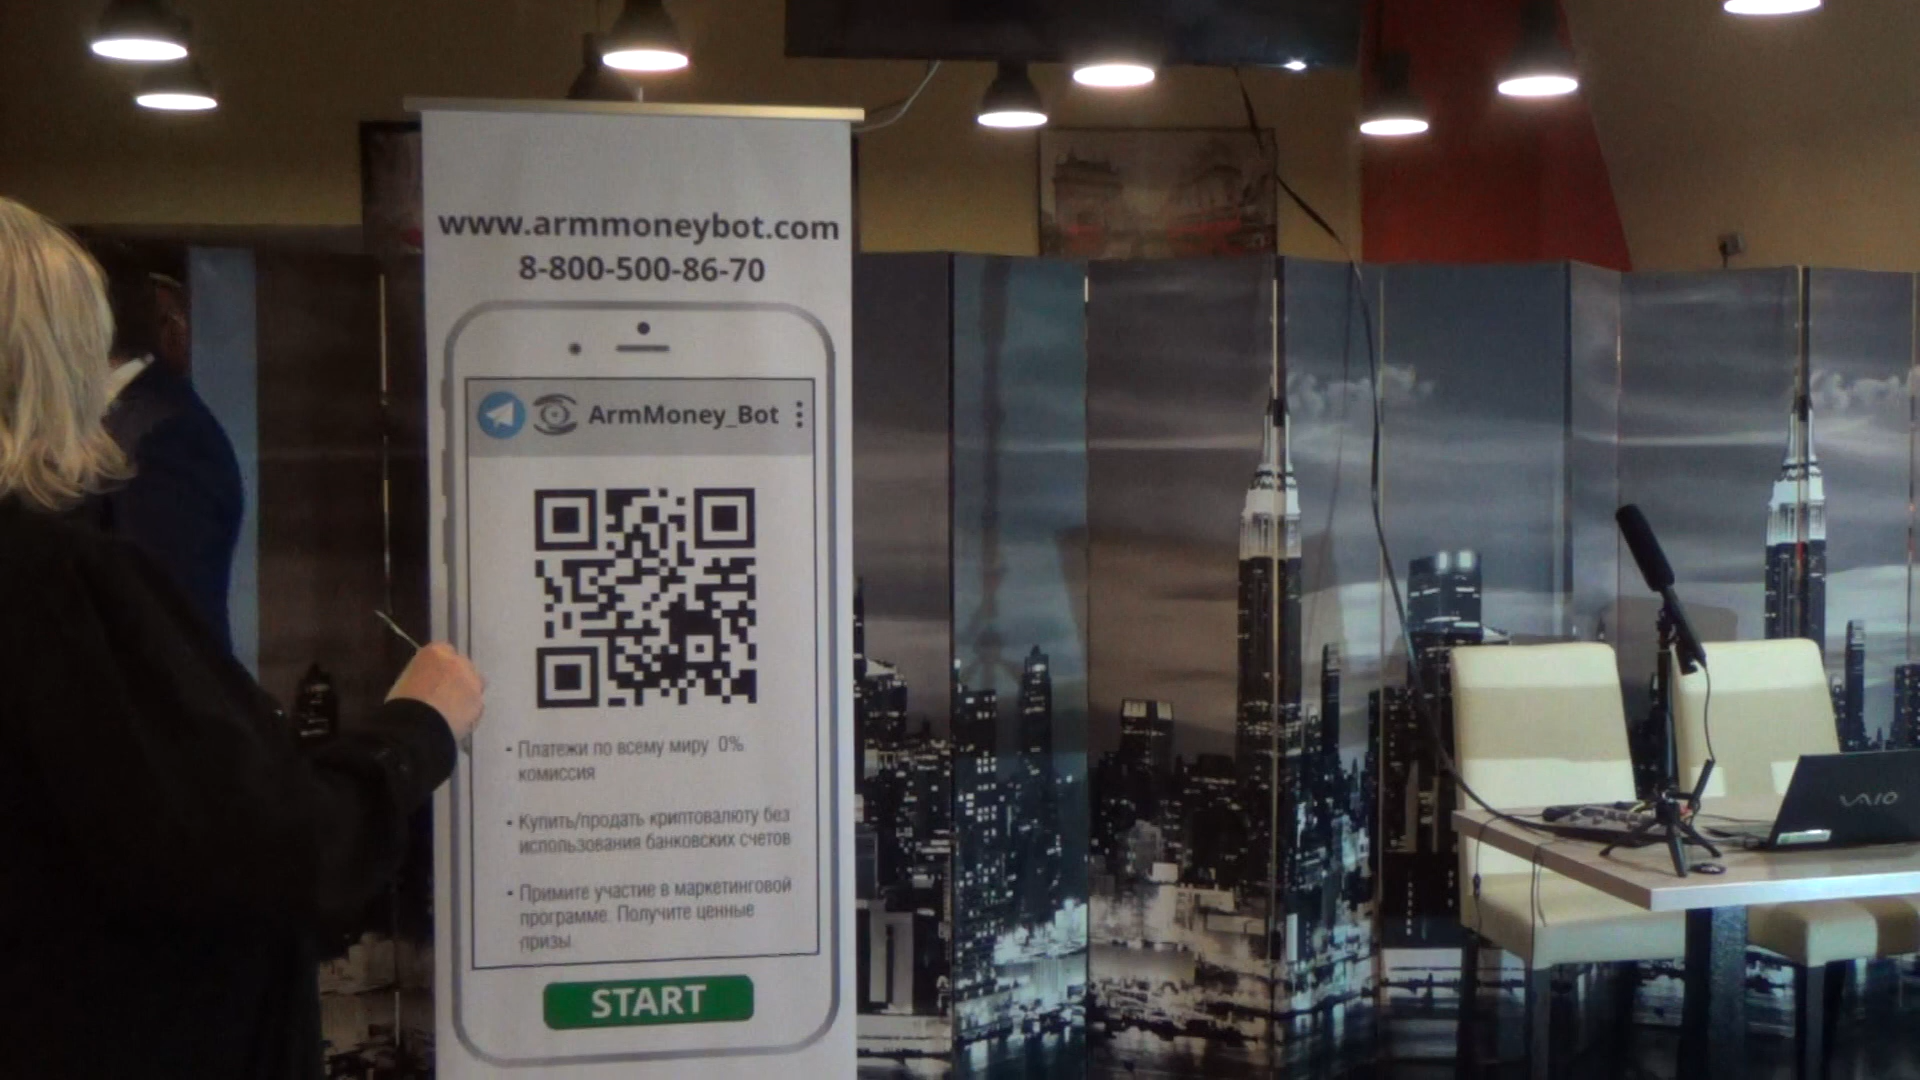 www.armmoneybot.com
8-800-500-86-70
ArmMoney_Bot
- Платежи по всему миру 0%
комиссия
- Купить/продать криптовалюту без
использования банковских счетов
- Примите участие в маркетинговой
программе. Получите ценные
призы.
START
VAIO